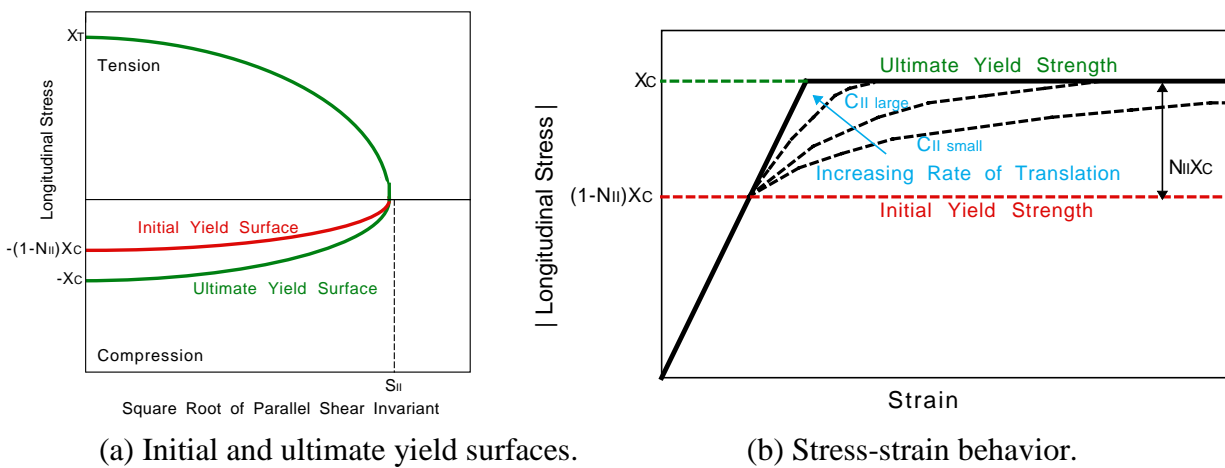 XT
Tension
Longitudinal Stress
Initial Yield Surface
-(1-NII)XC
-XC
Ultimate Yield Surface
Compression
SII
Square Root of Parallel Shear Invariant
(a) Initial and ultimate yield surfaces.
Ultimate Yield Strength
XC
CII large
CII small
NIIXC
Increasing Rate of Translation
(1-NII)XC
Initial Yield Strength
| Longitudinal Stress |
Strain
(b) Stress-strain behavior.